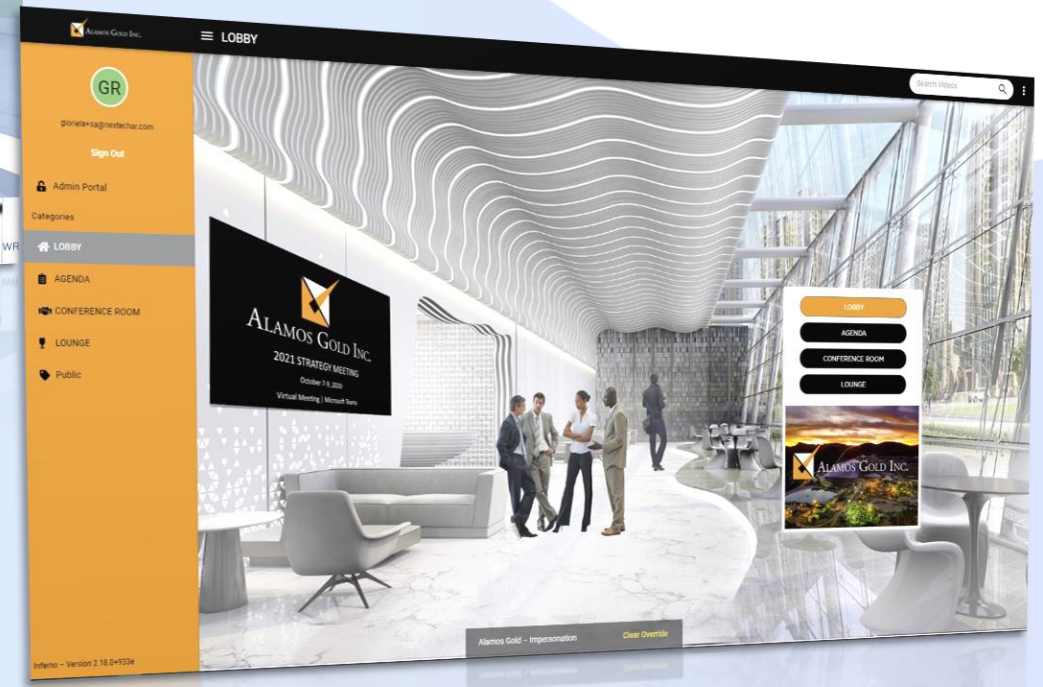 ALAMOS GOLD INC.
LOBBY
Search Videos
GR
gloriela+sa@nextechar.com
Sign Out
Admin Portal
Categories
LOBBY
AGENDA
CONFERENCE ROOM
LOUNGE
Public
Inferno – Version 2.18.0+933e
WR
ALAMOS GOLD INC.
2021 STRATEGY MEETING
October 7-9, 2020
Virtual Meeting | Microsoft Teams
LOBBY
AGENDA
CONFERENCE ROOM
LOUNGE
ALAMOS GOLD INC.
Alamos Gold – Impersonation
Clear Override